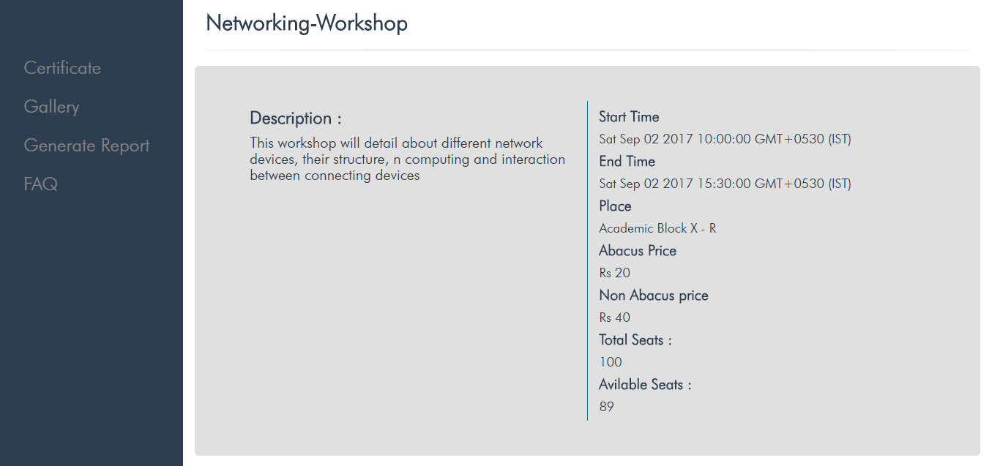 Networking-Workshop
Certificate
Gallery
Generate Report
FAQ
Description :
This workshop will detail about different network
devices, their structure, n computing and interaction
between connecting devices
Start Time
Sat Sep 02 2017 10:00:00 GMT+0530 (IST)
End Time
Sat Sep 02 2017 15:30:00 GMT+0530 (IST)
Place
Academic Block X - R
Abacus Price
Rs 20
Non Abacus price
Rs 40
Total Seats :
100
Avilable Seats :
89